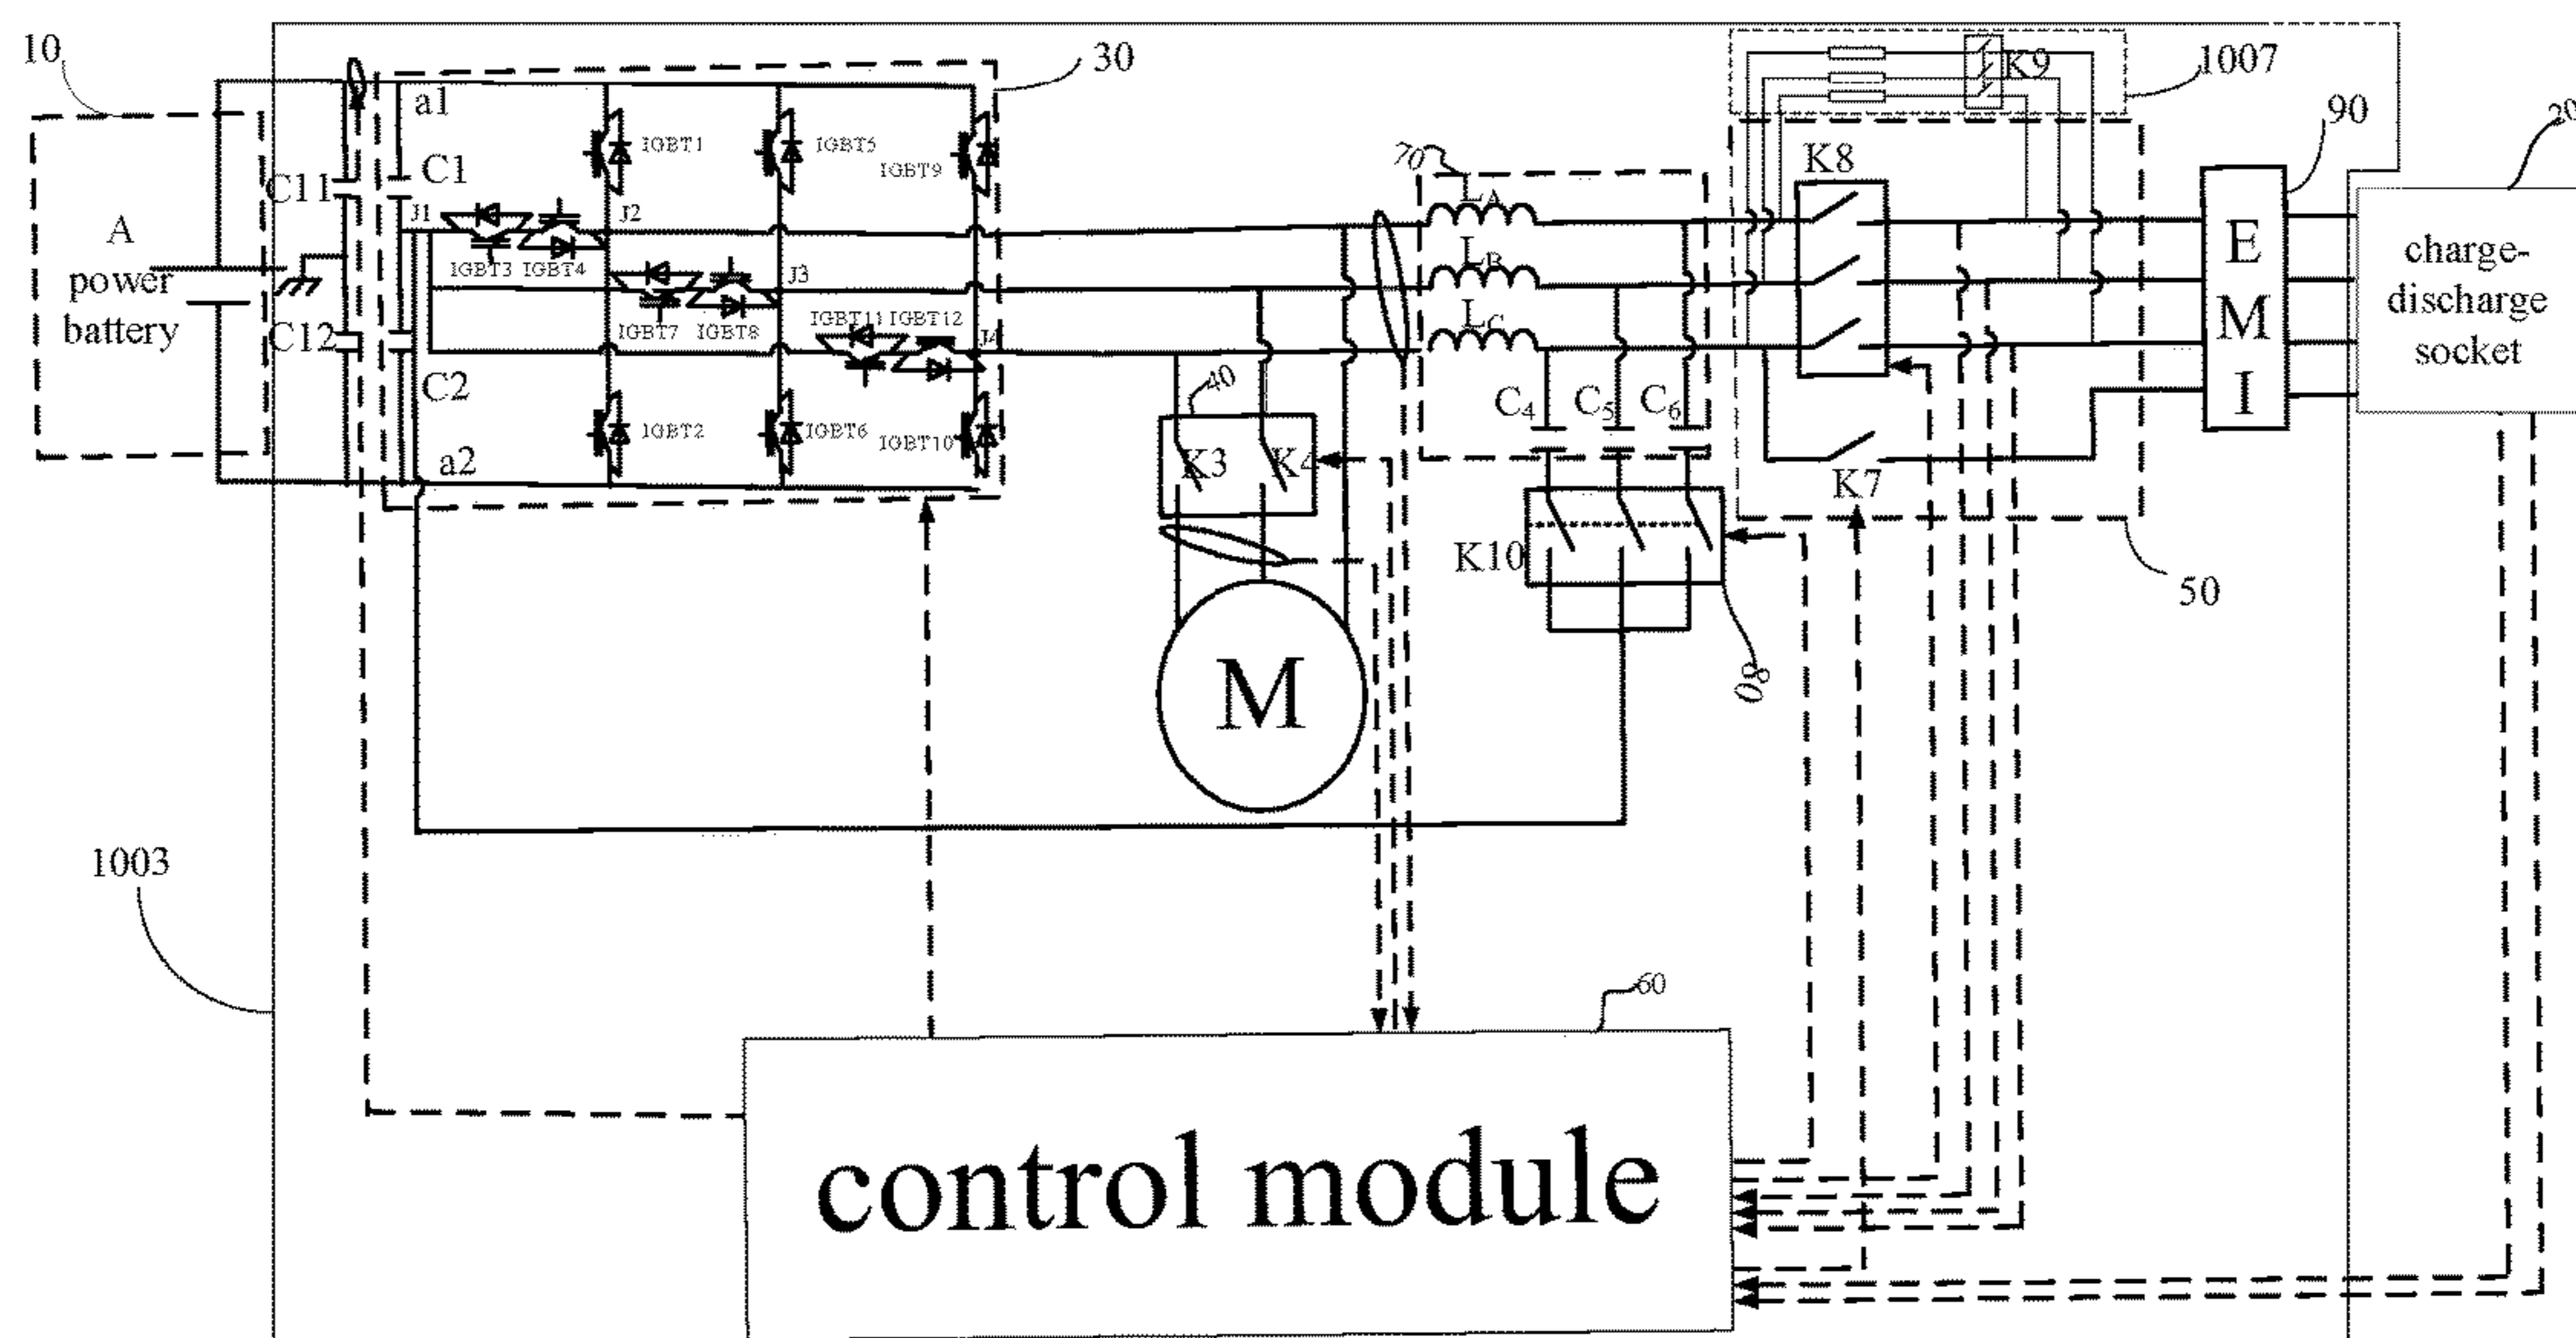 10
30
K9
1007
90
20
a1
C1
C11
A
power
battery
C12
C2
a2
J1
J2
J3
J4
IGBT1
IGBT5
IGBT9
IGBT3
IGBT4
IGBT7
IGBT8
IGBT11
IGBT12
IGBT2
IGBT6
IGBT10
40
K3
K4
M
70
LA
LB
LC
C4
C5
C6
K10
80
K8
K7
50
E
M
I
charge-
discharge
socket
1003
60
control module